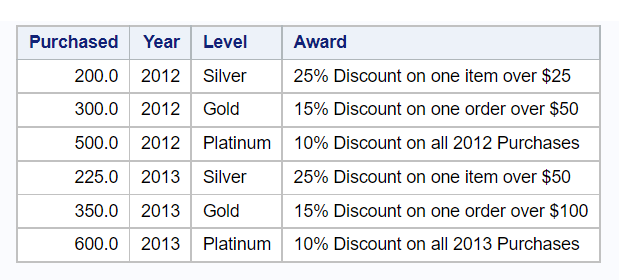 Purchased Year Level Award
200.0 2012 Silver 25% Discount on one item over $25
300.0 2012 Gold 15% Discount on one order over $50
500.0 2012 Platinum 10% Discount on all 2012 Purchases
225.0 2013 Silver 25% Discount on one item over $50
350.0 2013 Gold 15% Discount on one order over $100
600.0 2013 Platinum 10% Discount on all 2013 Purchases